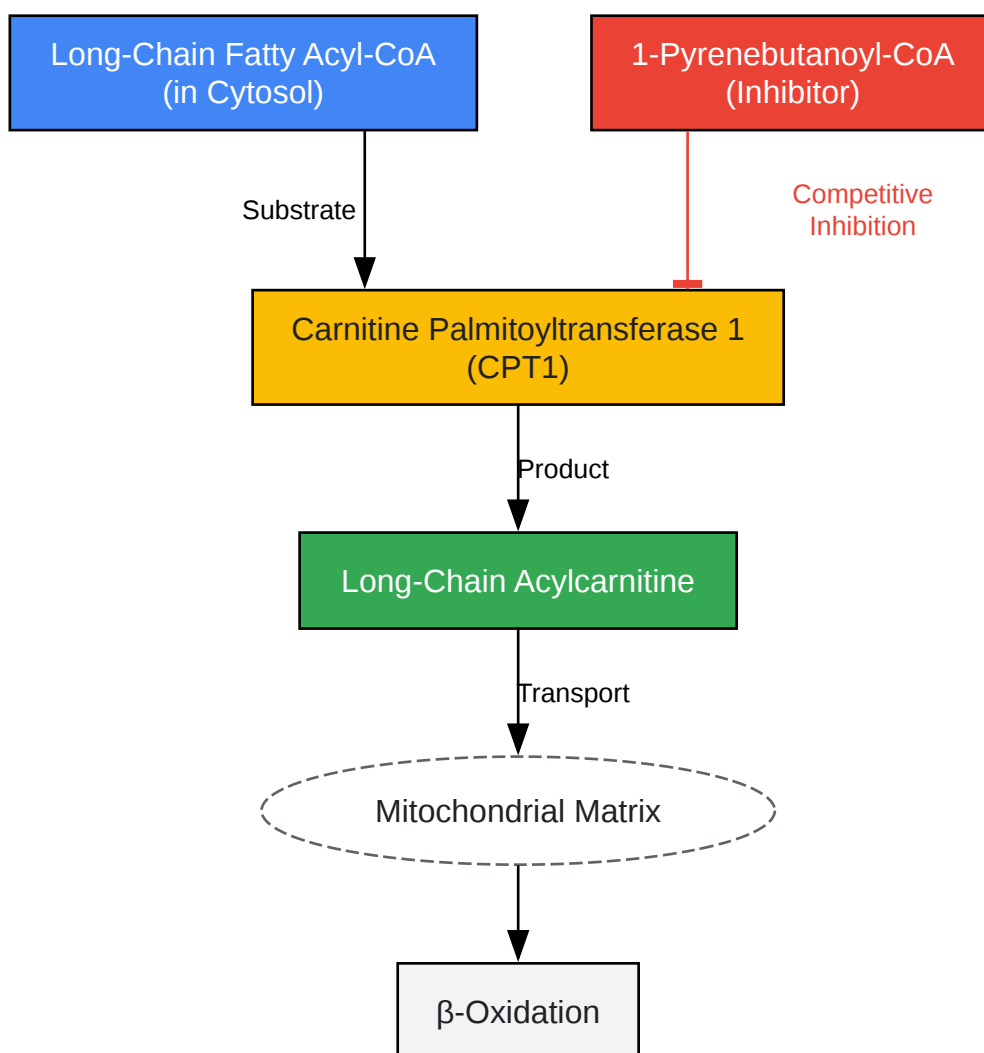 Long-Chain Fatty Acyl-CoA
(in Cytosol)
1-Pyrenebutanoyl-CoA
(Inhibitor)
Substrate
Competitive
Inhibition
Carnitine Palmitoyltransferase 1
(CPT1)
Product
Long-Chain Acylcarnitine
Transport
Mitochondrial Matrix
β-Oxidation